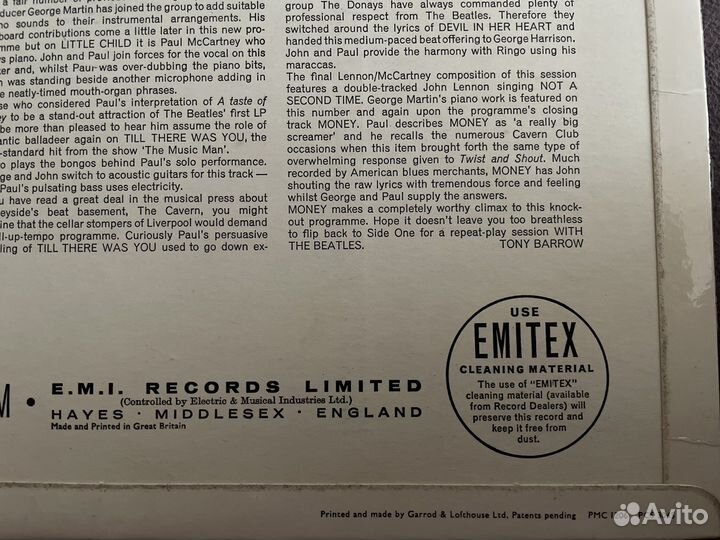 a fair number of
ducer George Martin has joined the group to add suitable
no sounds to their instrumental arrangements. His
board contributions come a little later in this new pro-
mme but on LITTLE CHILD it is Paul McCartney who
s piano. John and Paul join forces for the vocal on this
ker and, whilst Paul was over-dubbing the piano bits,
n was standing beside another microphone adding in
e neatly-timed mouth-organ phrases.
se who considered Paul's interpretation of A taste of
ey to be a stand-out attraction of The Beatles' first LP
be more than pleased to hear him assume the role of
antic balladeer again on TILL THERE WAS YOU, the
-standard hit from the show 'The Music Man'.
o plays the bongos behind Paul's solo performance.
ge and John switch to acoustic guitars for this track —
Paul's pulsating bass uses electricity.
u have read a great deal in the musical press about
eyside's beat basement, The Cavern, you might
ine that the cellar stompers of Liverpool would demand
ll-up-tempo programme. Curiously Paul's persuasive
ling of TILL THERE WAS YOU used to go down ex-
group The Donays have always commanded plenty of
professional respect from The Beatles. Therefore they
switched around the lyrics of DEVIL IN HER HEART and
handed this medium-paced beat offering to George Harrison.
John and Paul provide the harmony with Ringo using his
maraccas.
The final Lennon/McCartney composition of this session
features a double-tracked John Lennon singing NOT
A SECOND TIME. George Martin's piano work is featured on
this number and again upon the programme's closing
track MONEY. Paul describes MONEY as 'a really big
screamer' and he recalls the numerous Cavern Club
occasions when this item brought forth the same type of
overwhelming response given to Twist and Shout. Much
recorded by American blues merchants, MONEY has John
shouting the raw lyrics with tremendous force and feeling
whilst George and Paul supply the answers.
MONEY makes a completely worthy climax to this knock-
out programme. Hope it doesn't leave you too breathless
to flip back to Side One for a repeat-play session WITH
THE BEATLES. TONY BARROW
USE
EMITEX
CLEANING MATERIAL
The use of "EMITEX"
cleaning material (available
from Record Dealers) will
preserve this record and
keep it free from
dust.
M • E.M.I. RECORDS LIMITED
(Controlled by Electric & Musical Industries Ltd.)
HAYES · MIDDLESEX · ENGLAND
Made and Printed in Great Britain
Printed and made by Garrod & Lofthouse Ltd. Patents pending PMC
Avito